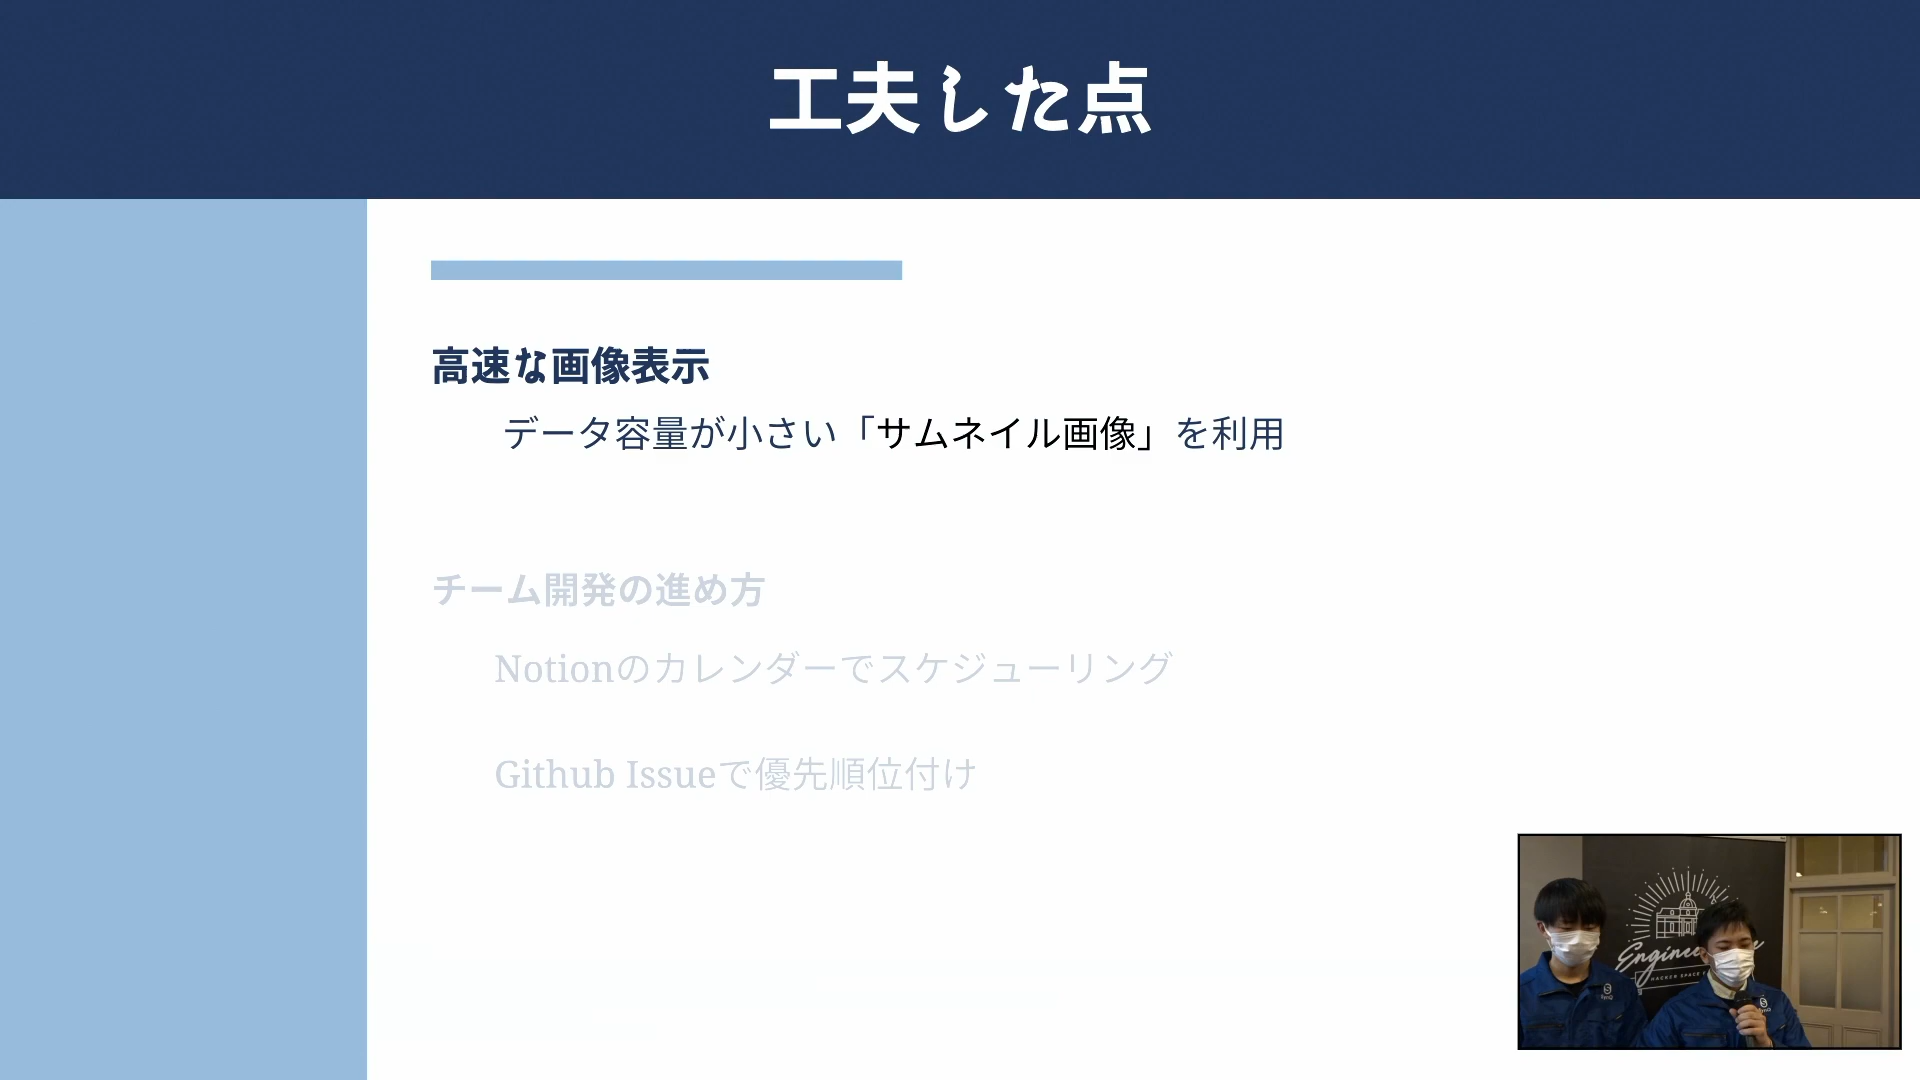 工夫した点
高速な画像表示
データ容量が小さい「サムネイル画像」を利用
チーム開発の進め方
Notionのカレンダーでスケジューリング
Github Issueで優先順位付け